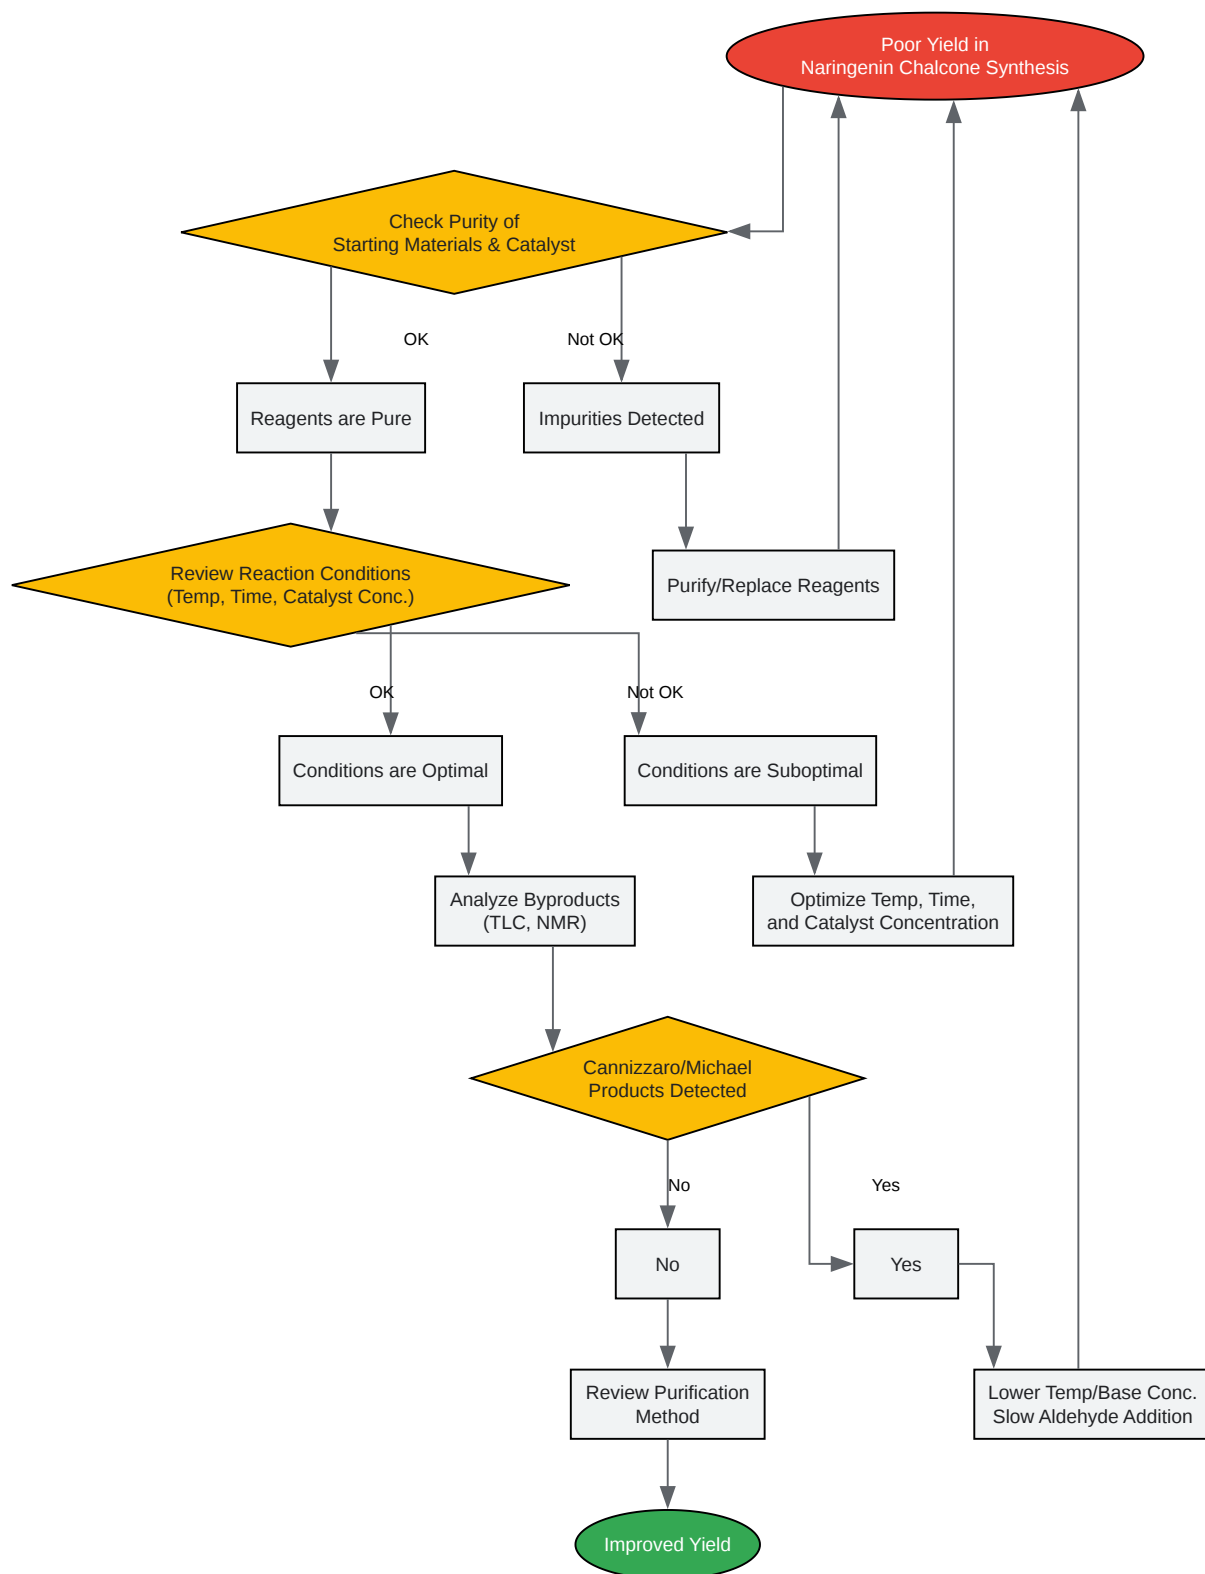 Poor Yield in
Naringenin Chalcone Synthesis
Check Purity of
Starting Materials & Catalyst
OK
Not OK
Reagents are Pure
Impurities Detected
Review Reaction Conditions
(Temp, Time, Catalyst Conc.)
Purify/Replace Reagents
OK
Not OK
Conditions are Optimal
Conditions are Suboptimal
Analyze Byproducts
(TLC, NMR)
Optimize Temp, Time,
and Catalyst Concentration
Cannizzaro/Michael
Products Detected
No
Yes
No
Yes
Review Purification
Method
Lower Temp/Base Conc.
Slow Aldehyde Addition
Improved Yield